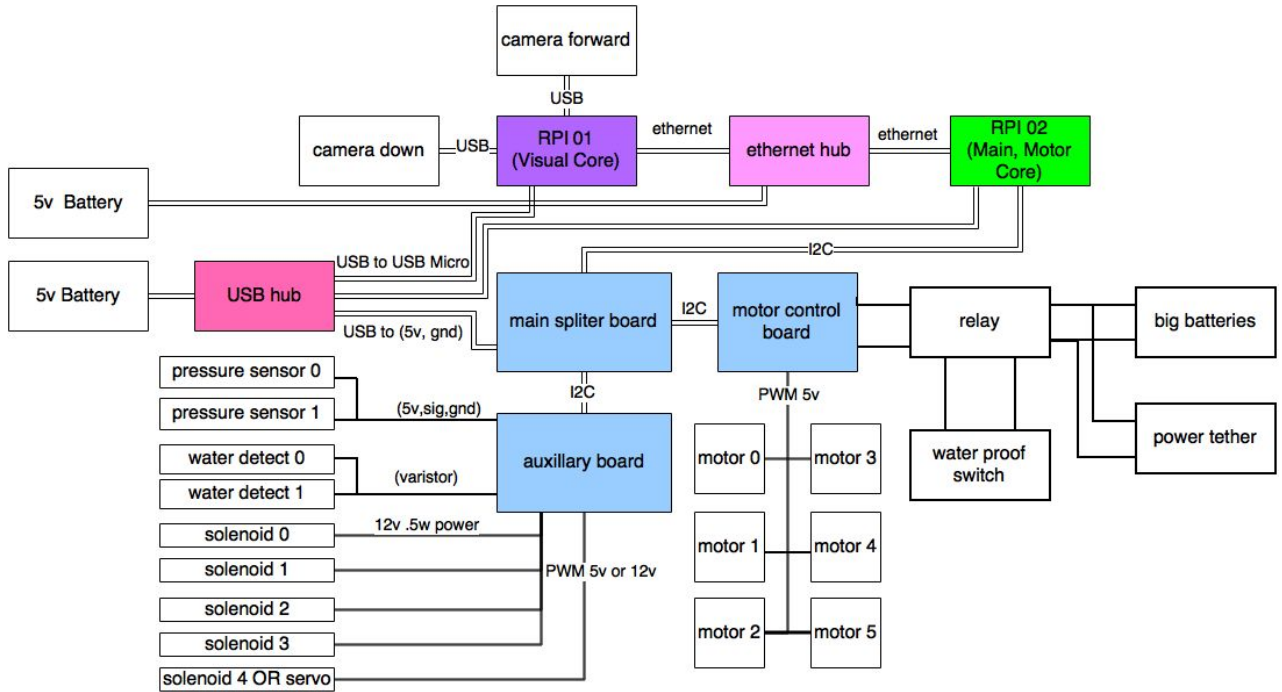 camera forward
USB
camera down
USB
RPI 01
(Visual Core)
ethernet
ethernet hub
ethernet
RPI 02
(Main, Motor
Core)
5v Battery
I2C
USB to USB Micro
5v Battery
USB hub
main spliter board
I2C
motor control
board
relay
big batteries
USB to (5v, gnd)
pressure sensor 0
I2C
PWM 5v
pressure sensor 1
(5v,sig,gnd)
power tether
water detect 0
auxillary board
motor 0
motor 3
water proof
switch
water detect 1
(varistor)
solenoid 0
12v .5w power
solenoid 1
PWM 5v or 12v
motor 1
motor 4
solenoid 2
solenoid 3
motor 2
motor 5
solenoid 4 OR servo